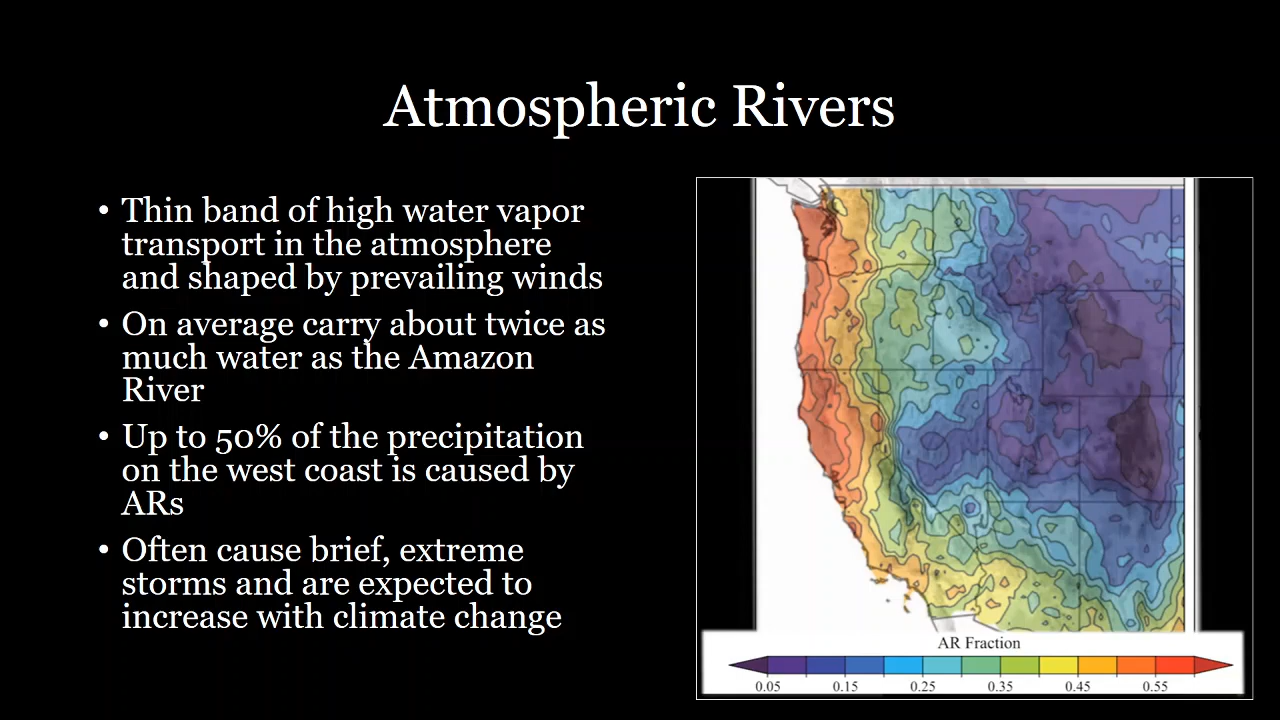 Atmospheric Rivers
• Thin band of high water vapor
transport in the atmosphere
and shaped by prevailing winds
• On average carry about twice as
much water as the Amazon
River
• Up to 50% of the precipitation
on the west coast is caused by
ARs
• Often cause brief, extreme
storms and are expected to
increase with climate change
AR Fraction
0.05 0.15 0.25 0.35 0.45 0.55